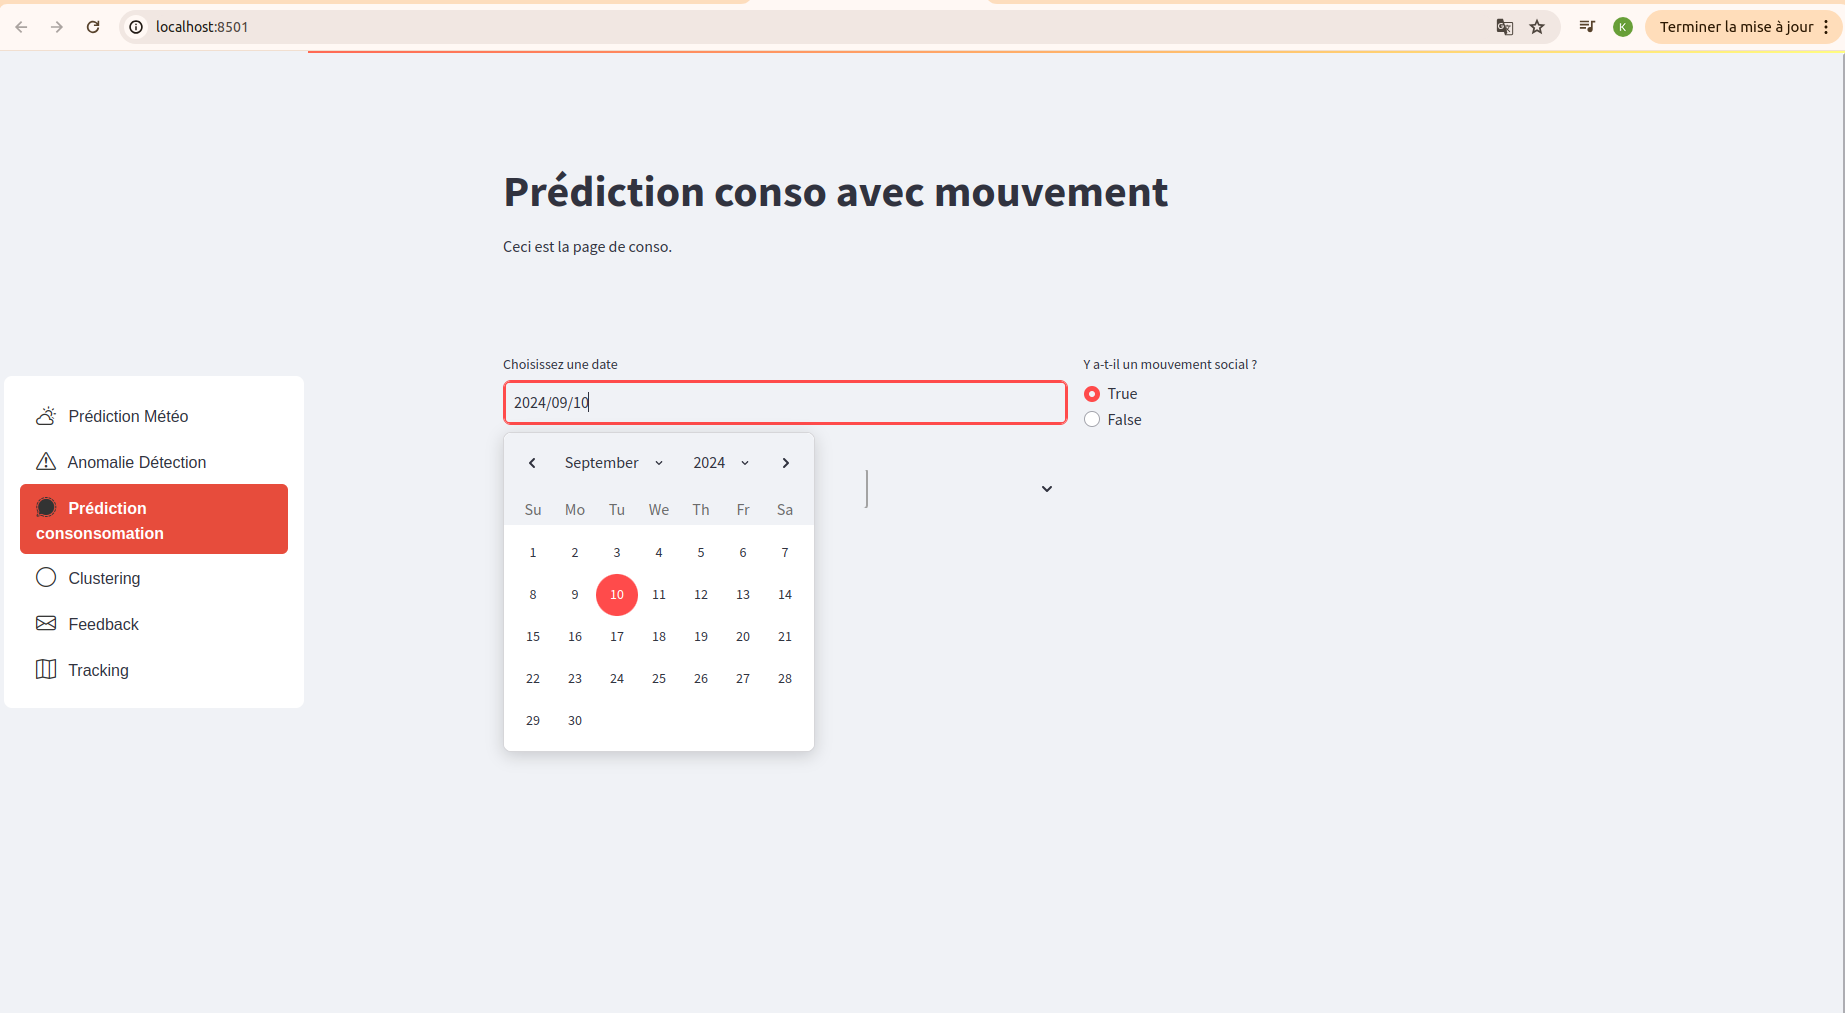 localhost:8501
K
Terminer la mise à jour
Prédiction conso avec mouvement
Ceci est la page de conso.
Choisissez une date
2024/09/10
Y a-t-il un mouvement social ?
True
False
Prédiction Météo
Anomalie Détection
Prédiction
consonsomation
Clustering
Feedback
Tracking
September 2024
Su Mo Tu We Th Fr Sa
1 2 3 4 5 6 7
8 9 10 11 12 13 14
15 16 17 18 19 20 21
22 23 24 25 26 27 28
29 30